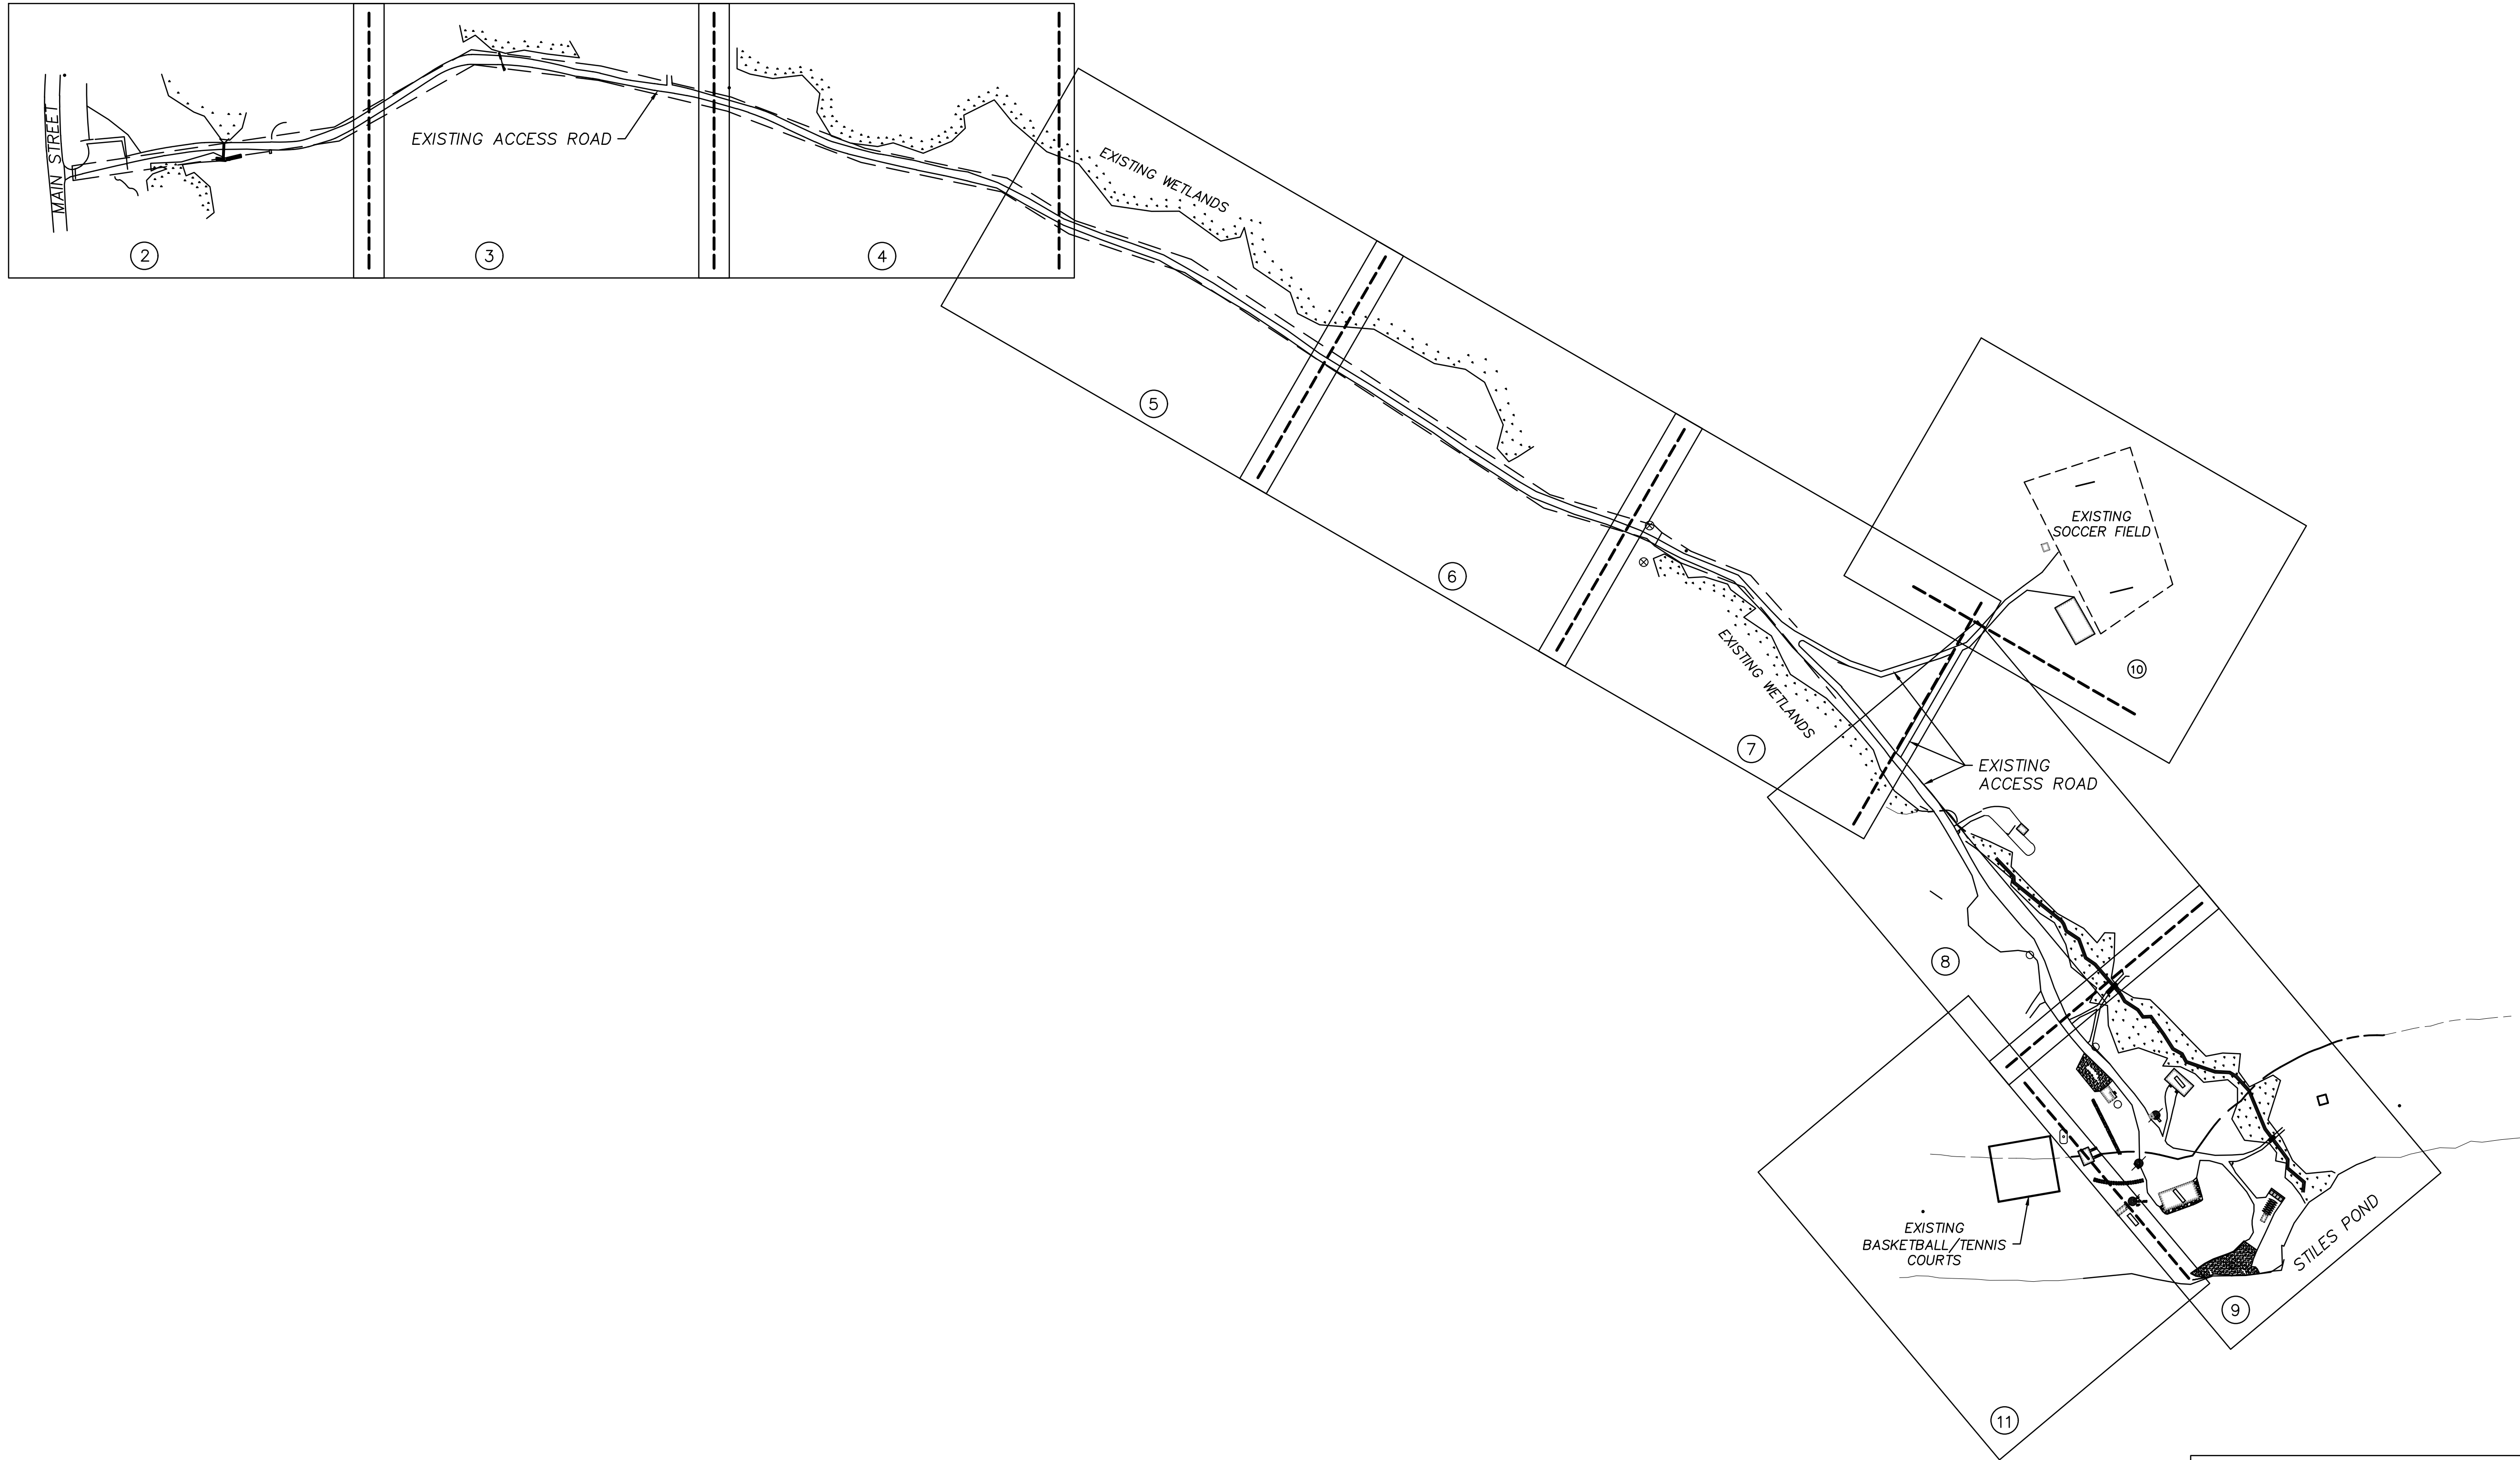 MAIN STREET
2
EXISTING ACCESS ROAD
3
4
EXISTING WETLANDS
5
6
EXISTING WETLANDS
7
EXISTING
SOCCER FIELD
10
EXISTING
ACCESS ROAD
8
EXISTING
BASKETBALL/TENNIS
COURTS
STILES POND
9
11